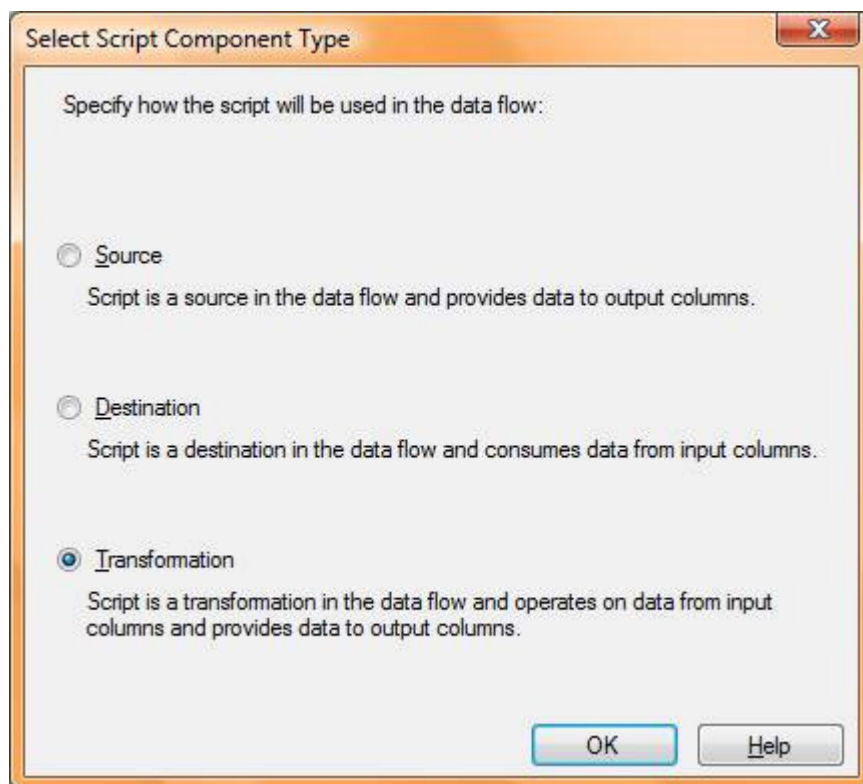 Select Script Component Type
Specify how the script will be used in the data flow:
Source
Script is a source in the data flow and provides data to output columns.
Destination
Script is a destination in the data flow and consumes data from input columns.
Transformation
Script is a transformation in the data flow and operates on data from input
columns and provides data to output columns.
OK Help